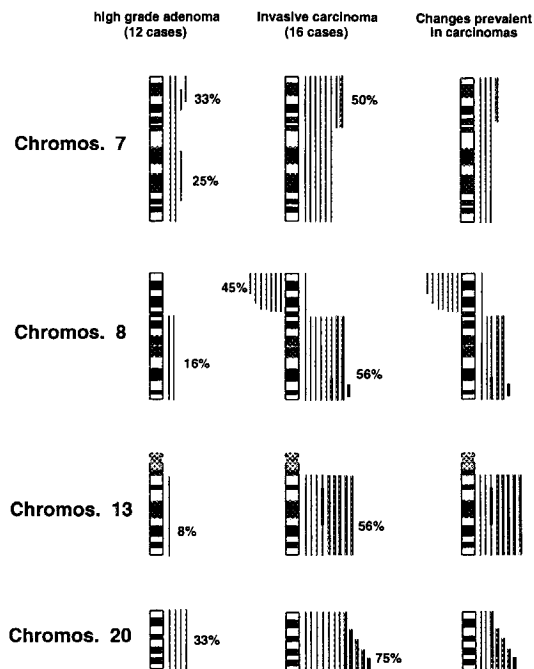 high grade adenoma
(12 cases)
Invasive carcinoma
(16 cases)
Changes prevalent
in carcinomas
Chromos. 7
33%
25%
50%
Chromos. 8
16%
45%
56%
Chromos. 13
8%
56%
Chromos. 20
33%
75%